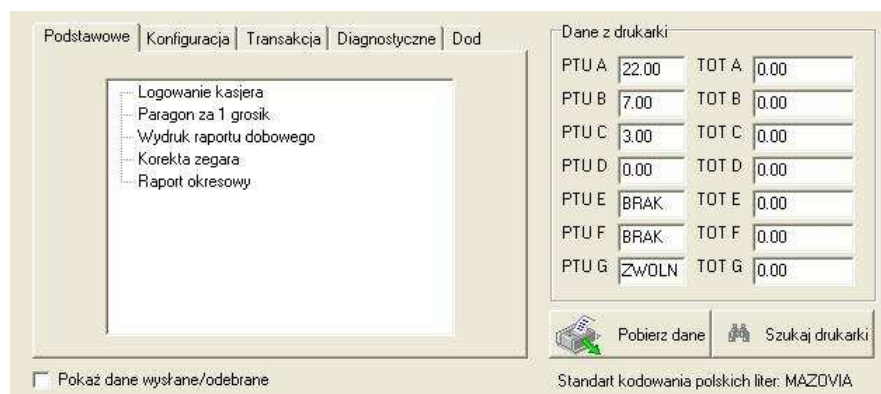 Podstawowe Konfiguracja Transakcja Diagnostyczne Dod
Logowanie kasjera
Paragon za 1 grosik
Wydruk raportu dobowego
Korekta zegara
Raport okresowy
Pokaż dane wysłane/odebrane
Dane z drukarki
PTU A 22.00 TOT A 0.00
PTU B 7.00 TOT B 0.00
PTU C 3.00 TOT C 0.00
PTU D 0.00 TOT D 0.00
PTU E BRAK TOT E 0.00
PTU F BRAK TOT F 0.00
PTU G ZWOLN TOT G 0.00
Pobierz dane Szukaj drukarki
Standart kodowania polskich liter: MAZOVIA